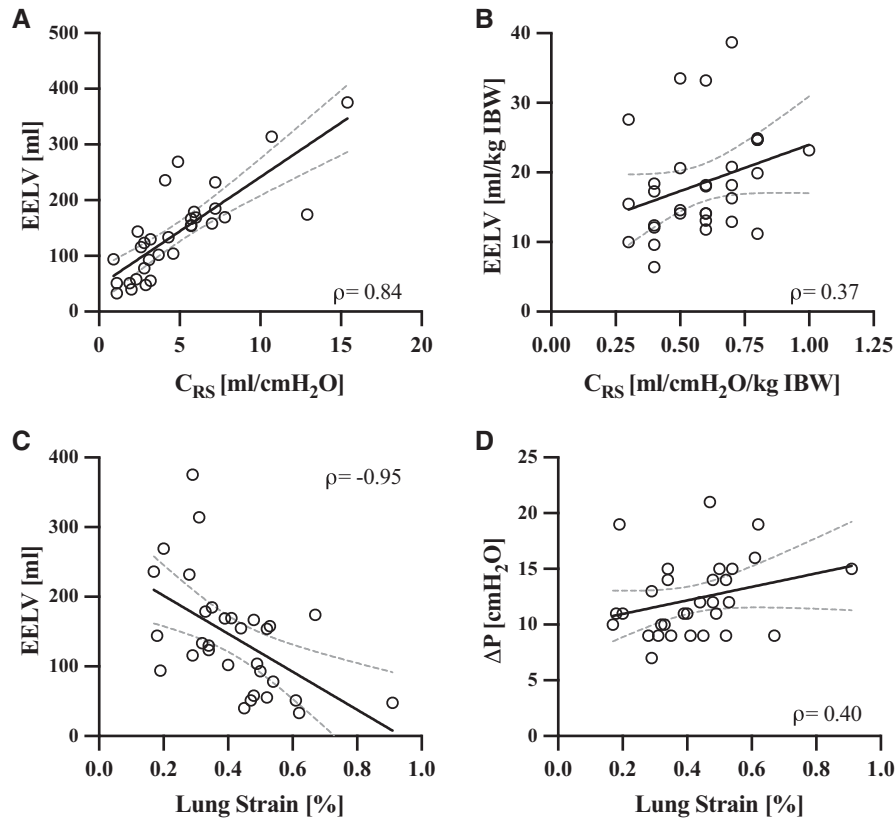 A
EELV [ml]
500
400
300
200
100
0
0 5 10 15 20
C_RS [ml/cmH₂O]
ρ= 0.84
B
EELV [ml/kg IBW]
40
30
20
10
0
0.00 0.25 0.50 0.75 1.00 1.25
C_RS [ml/cmH₂O/kg IBW]
ρ= 0.37
C
EELV [ml]
400
300
200
100
0
0.0 0.2 0.4 0.6 0.8 1.0
Lung Strain [%]
ρ= -0.95
D
ΔP [cmH₂O]
25
20
15
10
5
0
0.0 0.2 0.4 0.6 0.8 1.0
Lung Strain [%]
ρ= 0.40